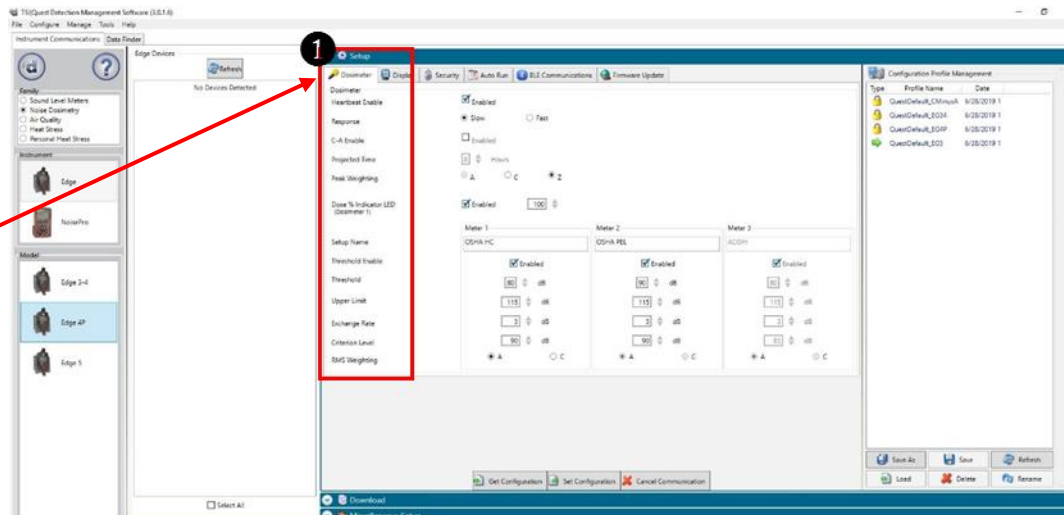 TSI|Quest Detection Management Software (3.0.1.6)
File Configure Manage Tools Help
Instrument Communications Data Finder
Family
Sound Level Meters
Noise Dosimetry
Air Quality
Heat Stress
Personal Heat Stress
Instrument
Edge
NoisePro
Model
Edge 3-4
Edge 4P
Edge 5
Edge Devices
Refresh
No Devices Detected
Select All
1
Setup
Dosimeter Display Security Auto Run BLE Communications Firmware Update
Dosimeter
Heartbeat Enable Enabled
Response Slow Fast
C-A Enable Enabled
Projected Time 8 Hours
Peak Weighting A C Z
Dose % Indicator LED Enabled 100
(Dosimeter 1)
Meter 1 Meter 2 Meter 3
Setup Name OSHA HC OSHA PEL ACGIH
Threshold Enable Enabled Enabled Enabled
Threshold 80 dB 90 dB 80 dB
Upper Limit 115 dB 115 dB 115 dB
Exchange Rate dB dB dB
Criterion Level 90 dB 90 dB dB
RMS Weighting A C A C A C
Get Configuration Set Configuration Cancel Communication
Download
Configuration Profile Management
Type Profile Name Date
QuestDefault_CMinusA 6/28/2019 1
QuestDefault_EG34 6/28/2019 1
QuestDefault_EG4P 6/28/2019 1
QuestDefault_EG5 6/28/2019 1
Save As Save Refresh
Load Delete Rename